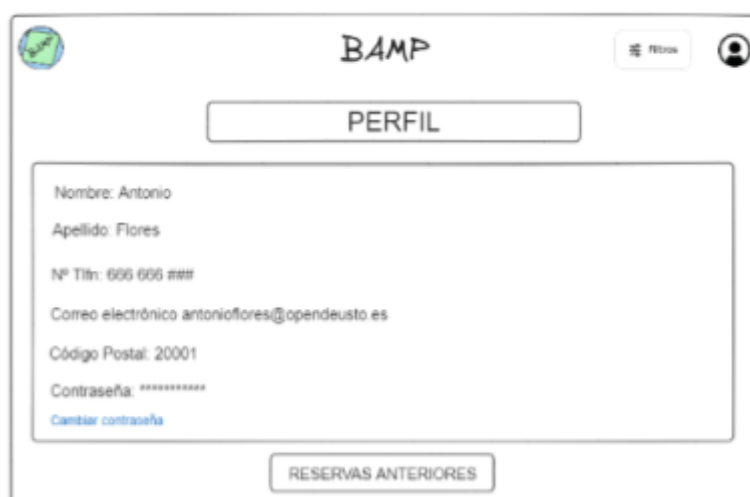 BAMP
BAMP
Filtros
PERFIL
Nombre: Antonio
Apellido: Flores
Nº Tlfn: 666 666 ###
Correo electrónico antonioflores@opendeusto.es
Código Postal: 20001
Contraseña: ***********
Cambiar contraseña
RESERVAS ANTERIORES